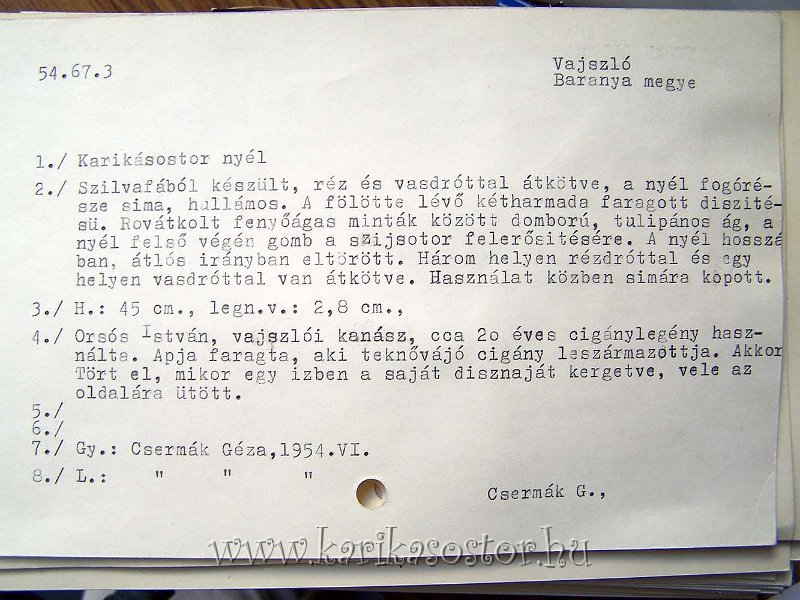 54.67.3
Vajszló
Baranya megye
1./ Karikásostor nyél
2./ Szilvafából készült, réz és vasdróttal átkötve, a nyél fogóré-
sze sima, hullámos. A fölötte lévő kétharmada faragott diszité-
sü. Rovátkolt fenyőágas minták között domború, tulipános ág, a
nyél felső végén gomb a szijsotor felerősitésére. A nyél hosszá
ban, átlós irányban eltörött. Három helyen rézdróttal és egy
helyen vasdróttal van átkötve. Használat közben simára kopott.
3./ H.: 45 cm., legn.v.: 2,8 cm.,
4./ Orsós István, vajszlói kanász, cca 2o éves cigánylegény hasz-
nálta. Apja faragta, aki teknővájó cigány leszármazottja. Akkor
Tört el, mikor egy izben a saját disznaját kergetve, vele az
oldalára ütött.
5./
6./
7./ Gy.: Csermák Géza,1954.VI.
8./ L.: " " "
Csermák G.,
www.karikasostor.hu